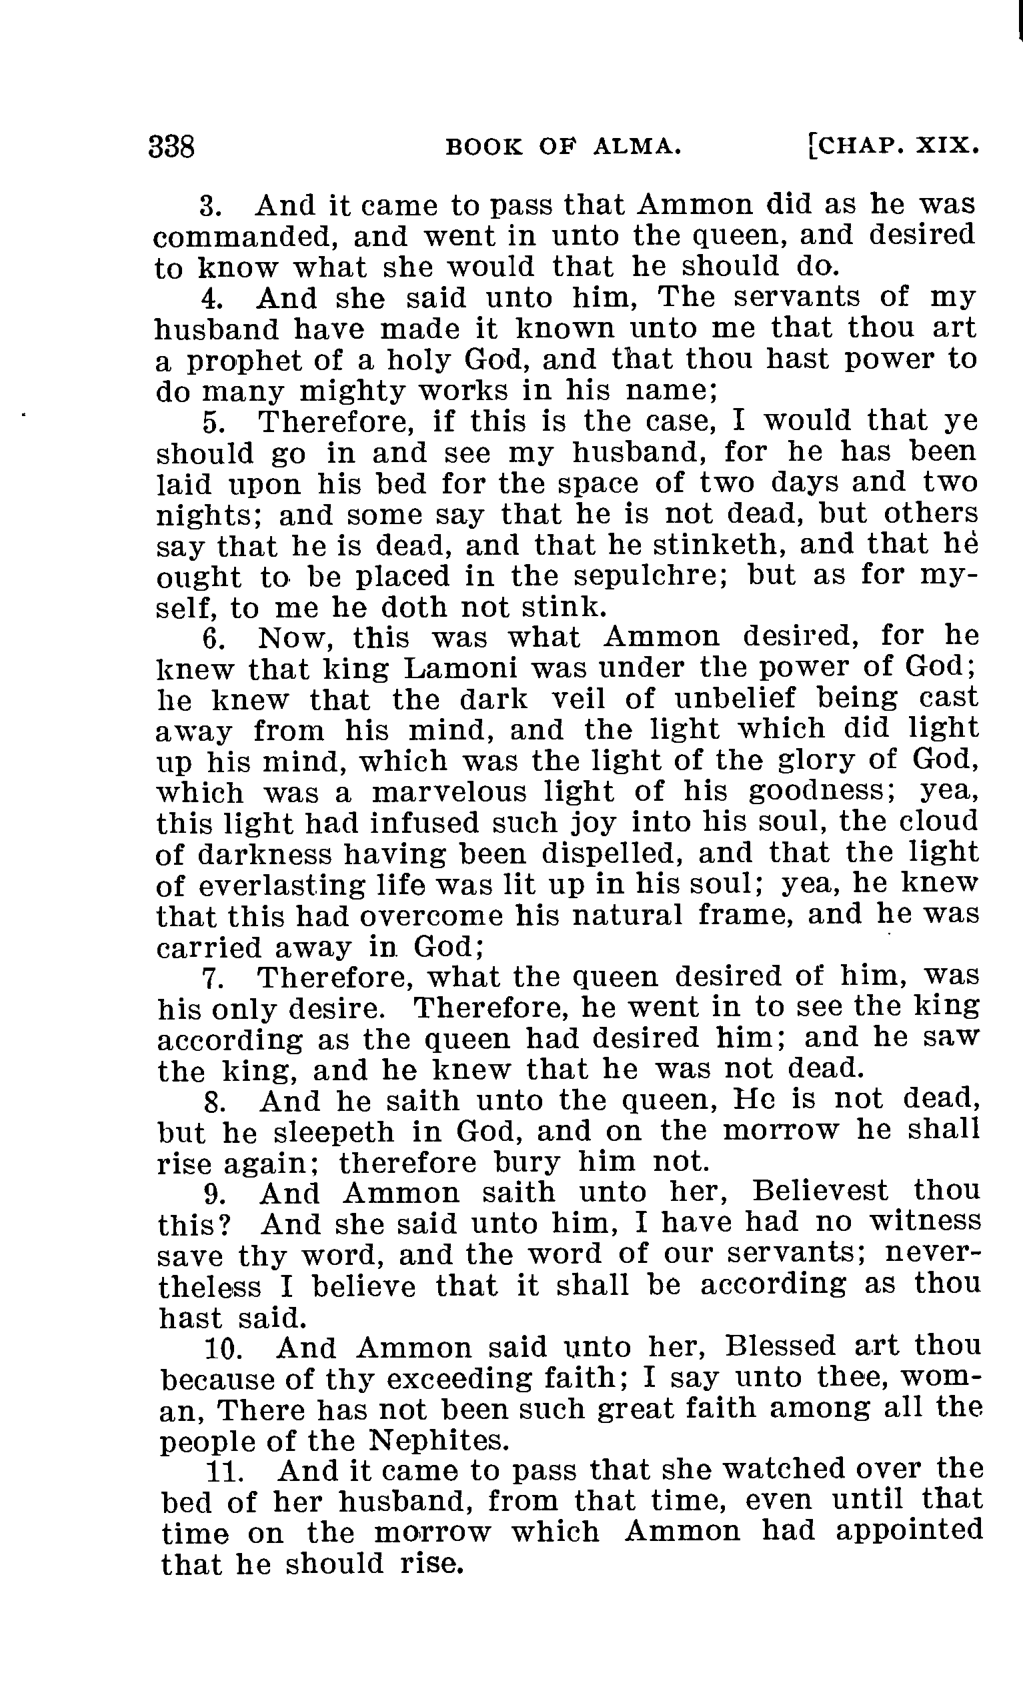 338 BOOK OF ALMA. [CHAP. XIX.
3. And it came to pass that Ammon did as he was
commanded, and went in unto the queen, and desired
to know what she would that he should do.
4. And she said unto him, The servants of my
husband have made it known unto me that thou art
a prophet of a holy God, and that thou hast power to
do many mighty works in his name;
5. Therefore, if this is the case, I would that ye
should go in and see my husband, for he has been
laid upon his bed for the space of two days and two
nights; and some say that he is not dead, but others
say that he is dead, and that he stinketh, and that he
ought to be placed in the sepulchre; but as for my-
self, to me he doth not stink.
6. Now, this was what Ammon desired, for he
knew that king Lamoni was under the power of God;
he knew that the dark veil of unbelief being cast
away from his mind, and the light which did light
up his mind, which was the light of the glory of God,
which was a marvelous light of his goodness; yea,
this light had infused such joy into his soul, the cloud
of darkness having been dispelled, and that the light
of everlasting life was lit up in his soul; yea, he knew
that this had overcome his natural frame, and he was
carried away in God;
7. Therefore, what the queen desired of him, was
his only desire. Therefore, he went in to see the king
according as the queen had desired him; and he saw
the king, and he knew that he was not dead.
8. And he saith unto the queen, He is not dead,
but he sleepeth in God, and on the morrow he shall
rise again; therefore bury him not.
9. And Ammon saith unto her, Believest thou
this? And she said unto him, I have had no witness
save thy word, and the word of our servants; never-
theless I believe that it shall be according as thou
hast said.
10. And Ammon said unto her, Blessed art thou
because of thy exceeding faith; I say unto thee, wom-
an, There has not been such great faith among all the
people of the Nephites.
11. And it came to pass that she watched over the
bed of her husband, from that time, even until that
time on the morrow which Ammon had appointed
that he should rise.